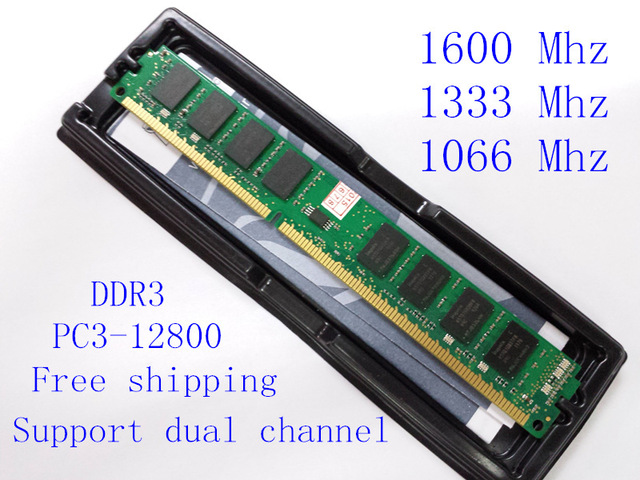 1600 Mhz
1333 Mhz
1066 Mhz
DDR3
PC3-12800
Free shipping
Support dual channel